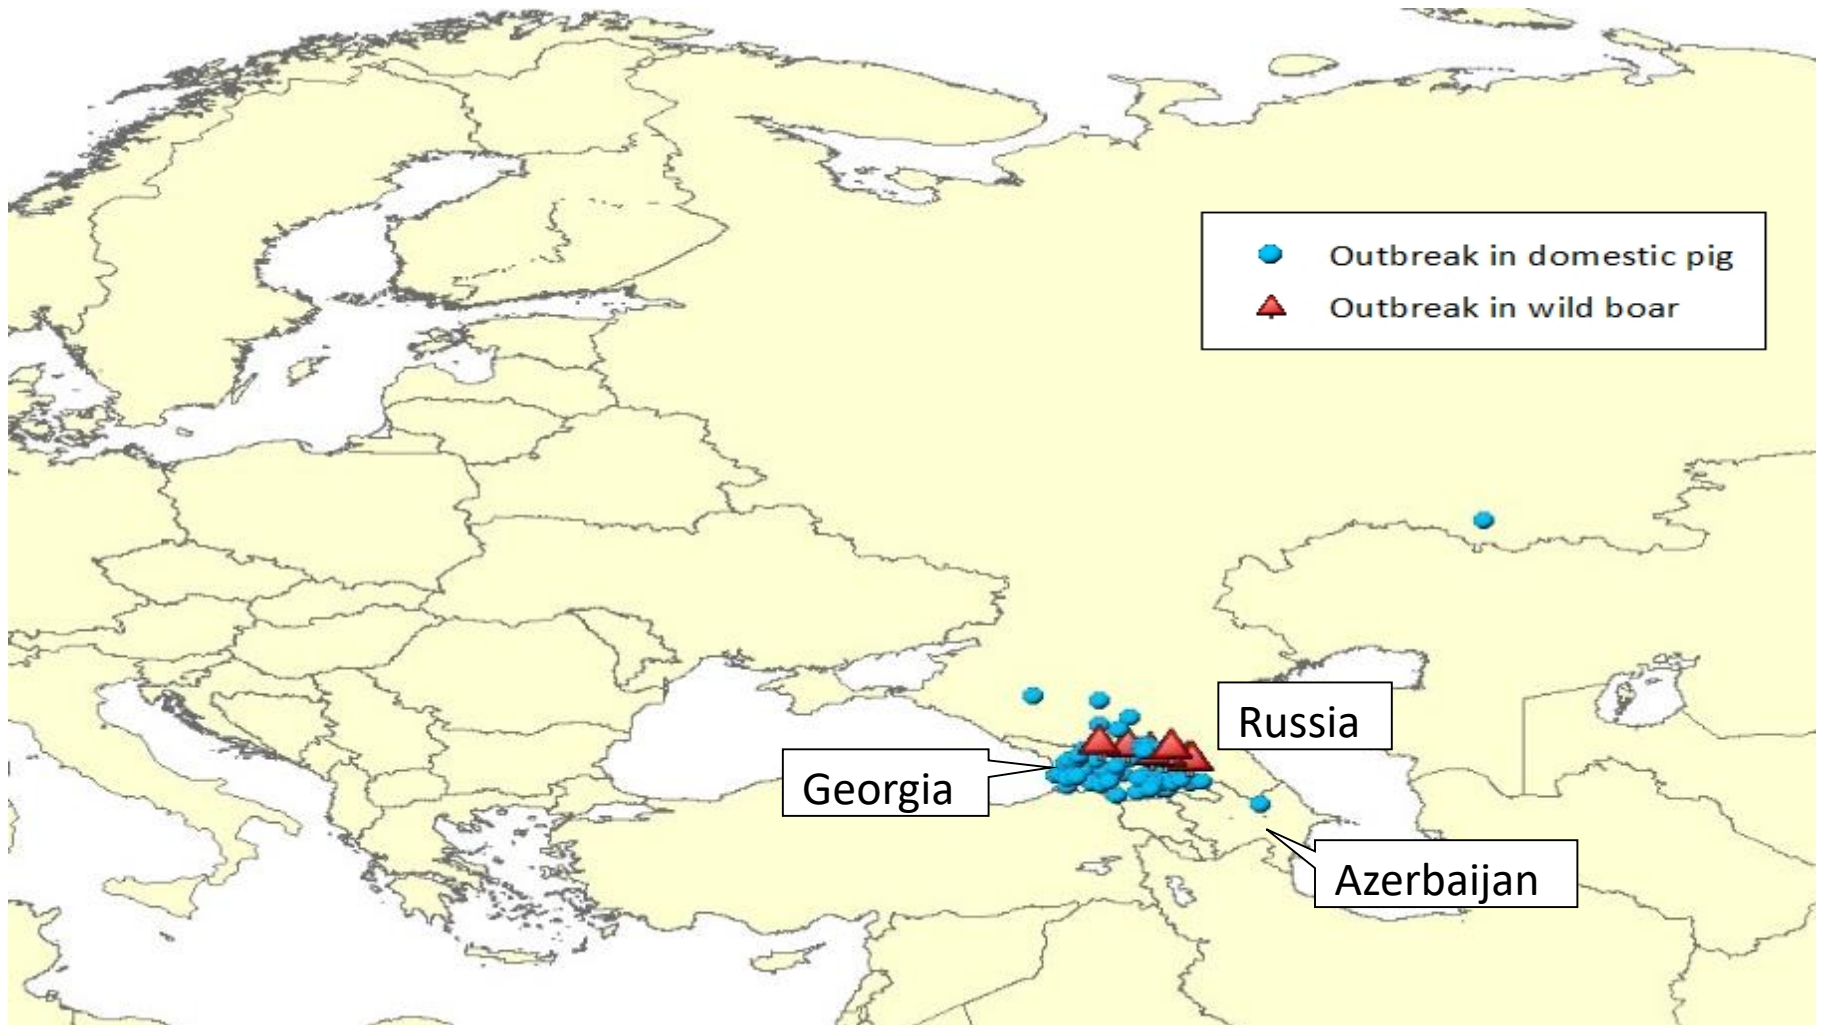 Outbreak in domestic pig
Outbreak in wild boar
Russia
Georgia
Azerbaijan